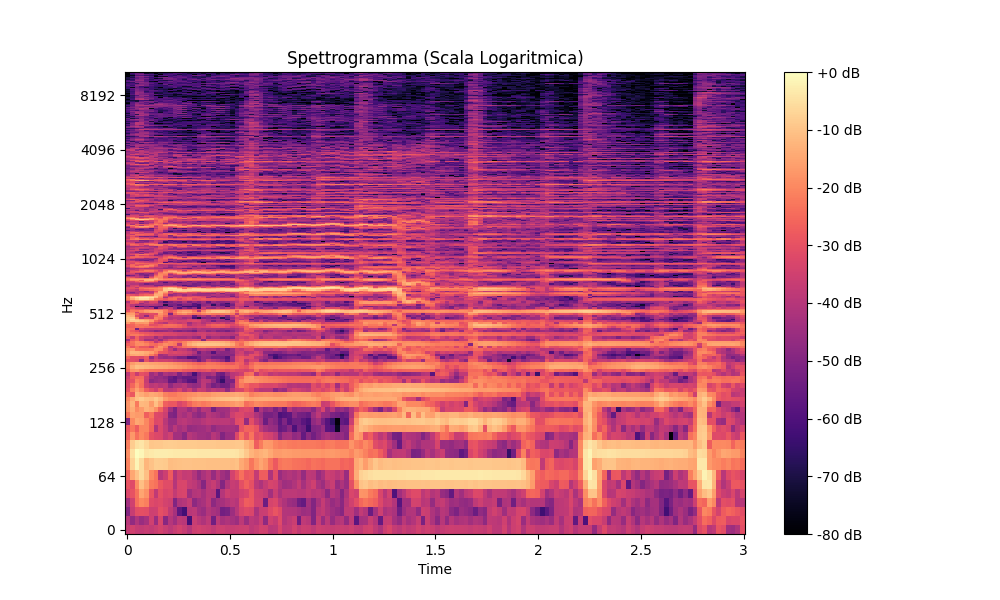 Spettrogramma (Scala Logaritmica)
Hz
8192
4096
2048
1024
512
256
128
64
0
0 0.5 1 1.5 2 2.5 3
Time
+0 dB
-10 dB
-20 dB
-30 dB
-40 dB
-50 dB
-60 dB
-70 dB
-80 dB